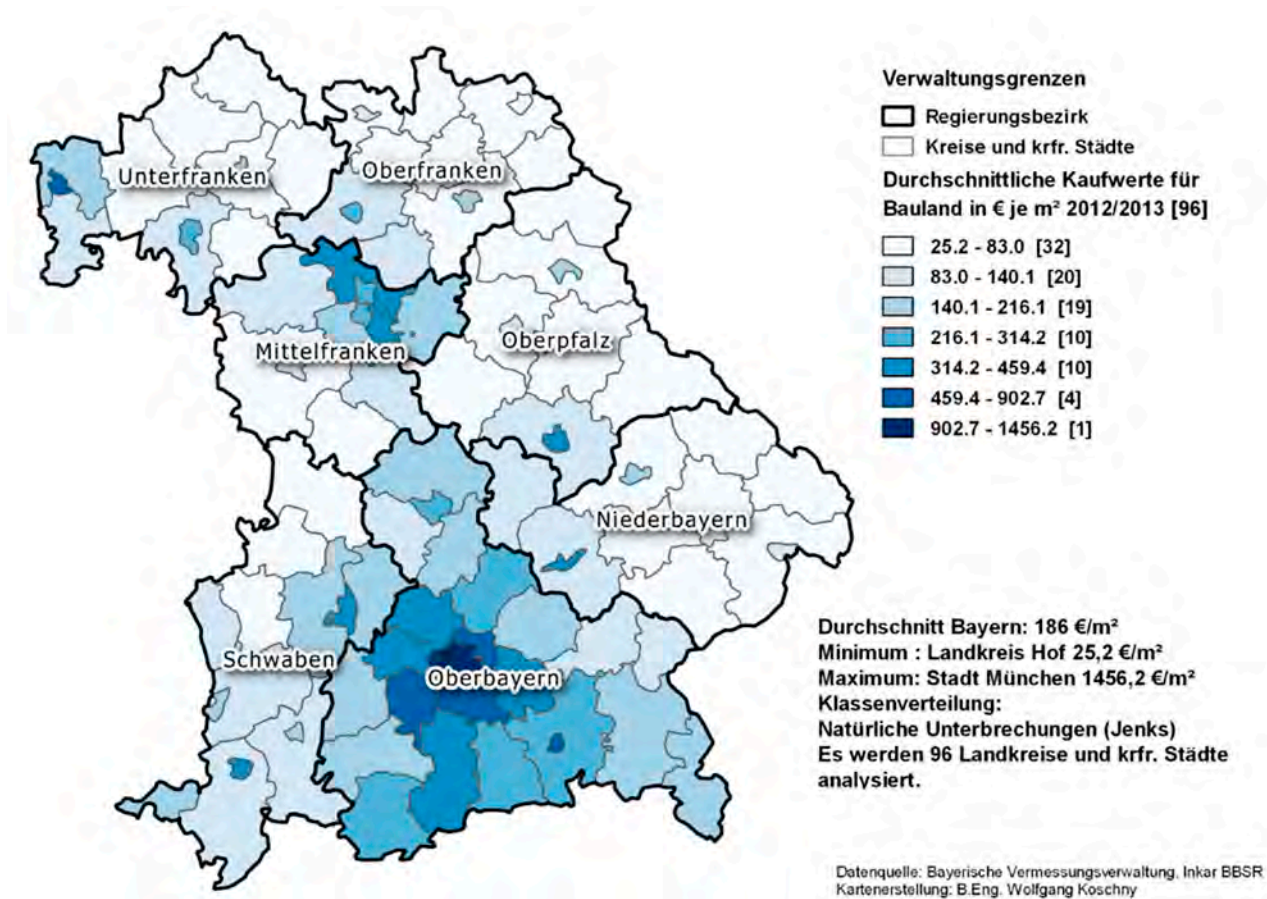 Unterfranken
Oberfranken
Mittelfranken
Oberpfalz
Niederbayern
Schwaben
Oberbayern
Verwaltungsgrenzen
Regierungsbezirk
Kreise und krfr. Städte
Durchschnittliche Kaufwerte für
Bauland in € je m² 2012/2013 [96]
25.2 - 83.0 [32]
83.0 - 140.1 [20]
140.1 - 216.1 [19]
216.1 - 314.2 [10]
314.2 - 459.4 [10]
459.4 - 902.7 [4]
902.7 - 1456.2 [1]
Durchschnitt Bayern: 186 €/m²
Minimum : Landkreis Hof 25,2 €/m²
Maximum: Stadt München 1456,2 €/m²
Klassenverteilung:
Natürliche Unterbrechungen (Jenks)
Es werden 96 Landkreise und krfr. Städte
analysiert.
Datenquelle: Bayerische Vermessungsverwaltung, Inkar BBSR
Kartenerstellung: B.Eng. Wolfgang Koschny